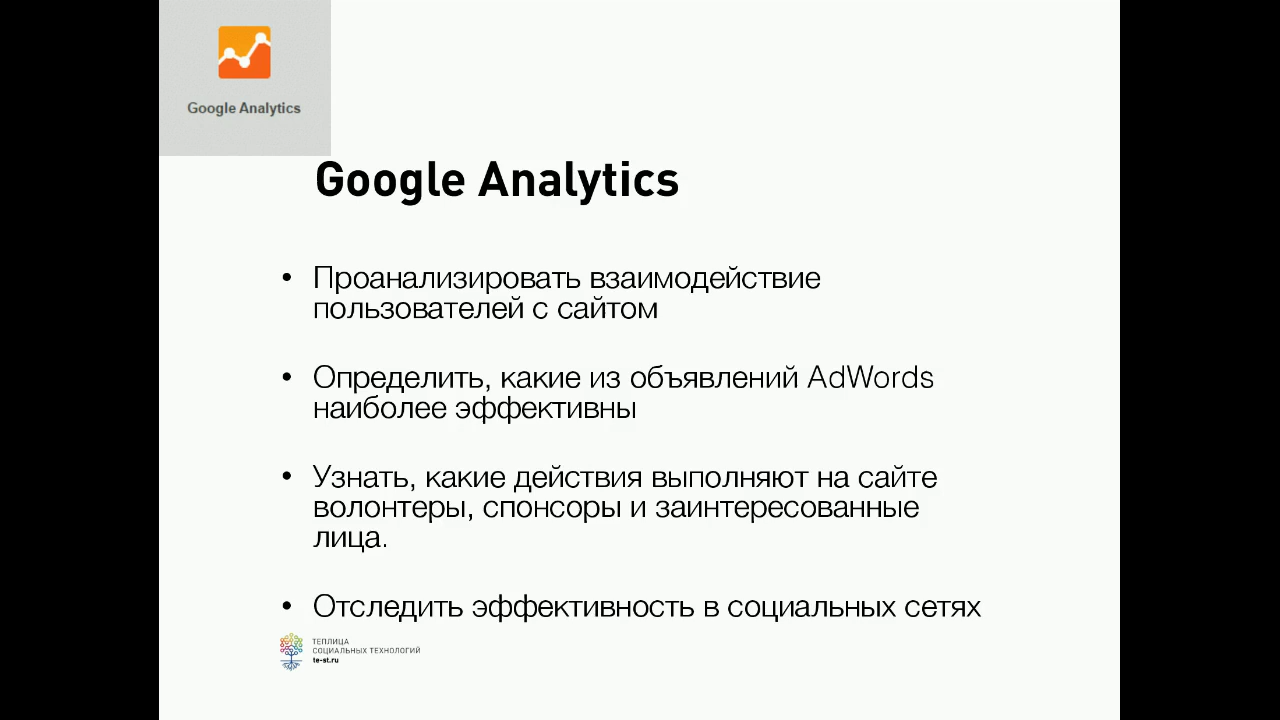 Google Analytics
Google Analytics
• Проанализировать взаимодействие
пользователей с сайтом
• Определить, какие из объявлений AdWords
наиболее эффективны
• Узнать, какие действия выполняют на сайте
волонтеры, спонсоры и заинтересованные
лица.
• Отследить эффективность в социальных сетях
ТЕПЛИЦА
СОЦИАЛЬНЫХ ТЕХНОЛОГИЙ
te-st.ru